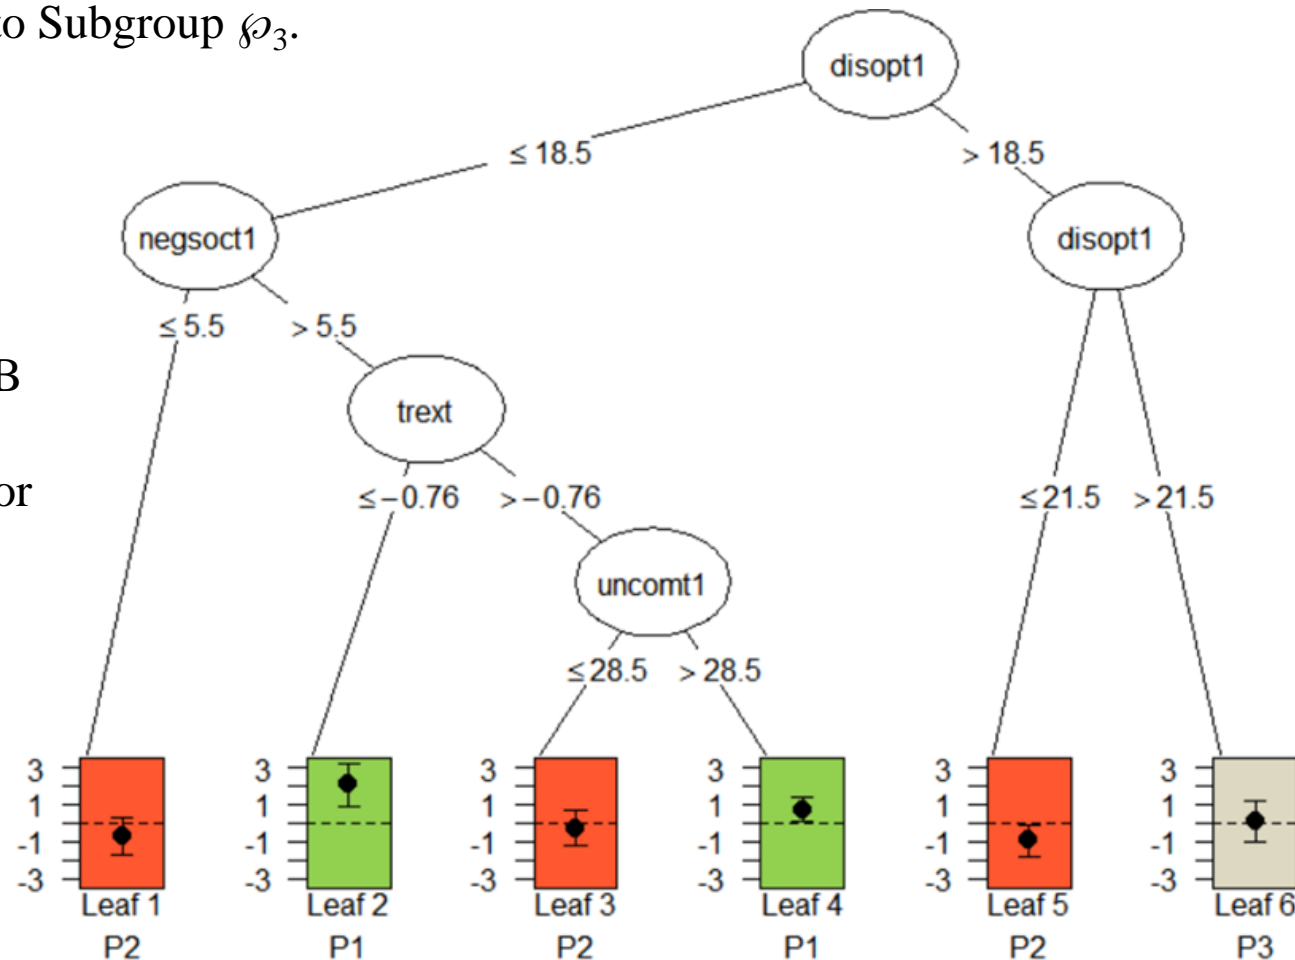 to Subgroup ℘3.
disopt1
≤ 18.5
> 18.5
negsoct1
disopt1
≤ 5.5
> 5.5
B
trext
or
≤ −0.76
> −0.76
≤ 21.5
> 21.5
uncomt1
≤ 28.5
> 28.5
3
1
-1
-3
3
1
-1
-3
3
1
-1
-3
3
1
-1
-3
3
1
-1
-3
3
1
-1
-3
Leaf 1
Leaf 2
Leaf 3
Leaf 4
Leaf 5
Leaf 6
P2
P1
P2
P1
P2
P3